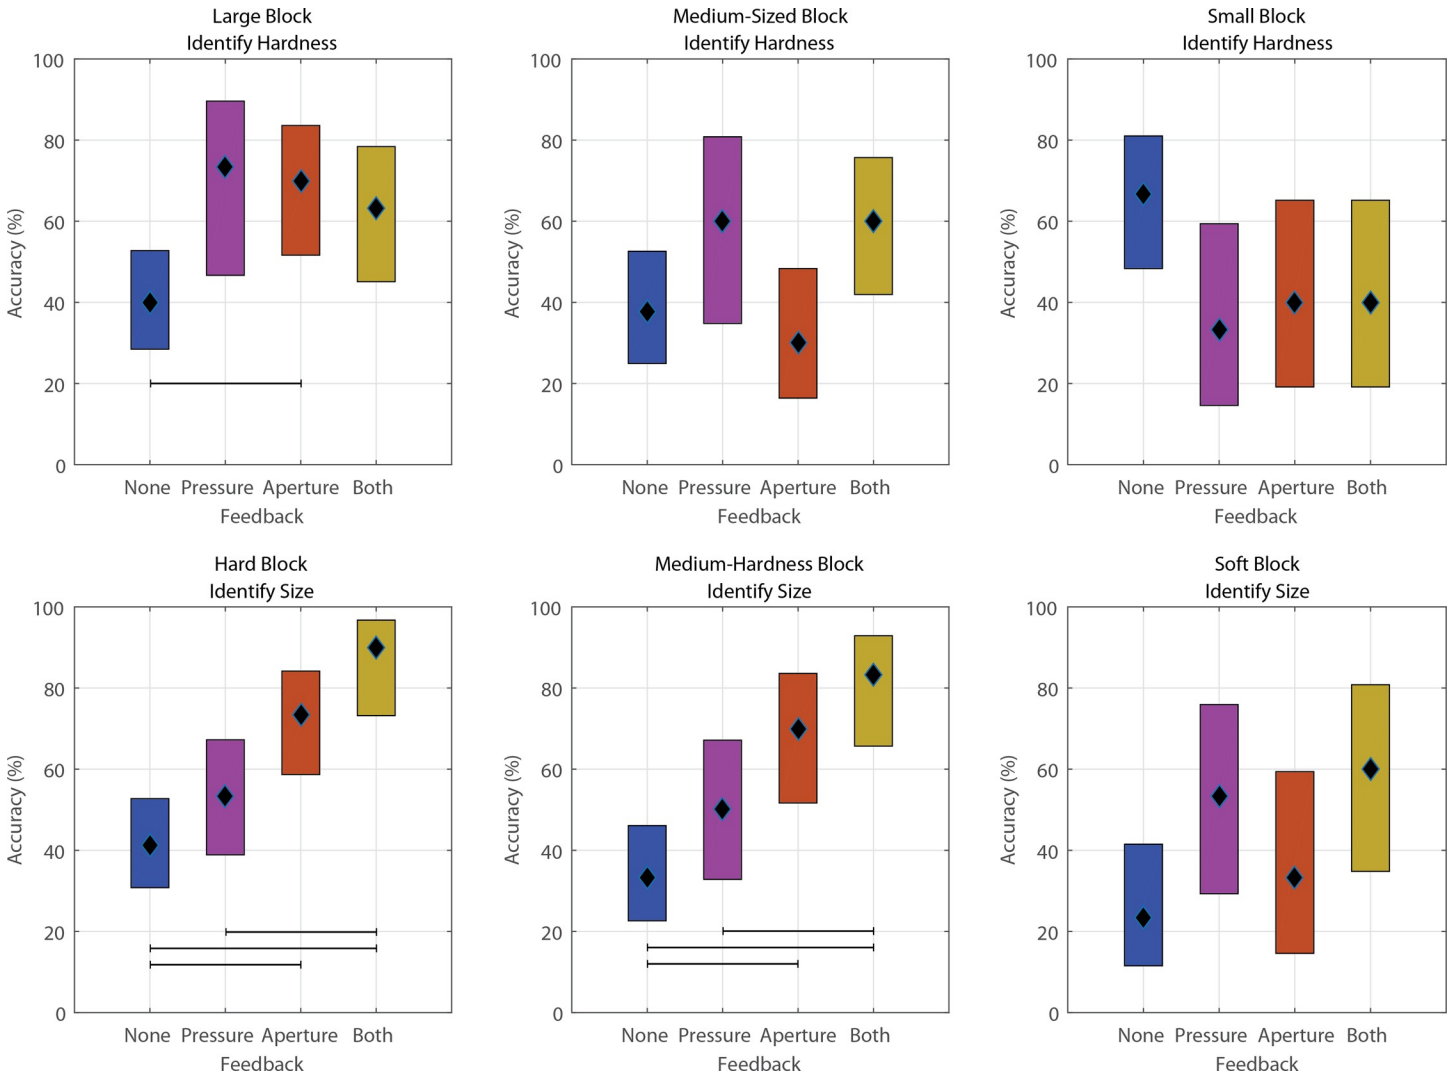 Large Block
Identify Hardness
100
80
60
40
20
0
Accuracy (%)
None Pressure Aperture Both
Feedback
Medium-Sized Block
Identify Hardness
100
80
60
40
20
0
Accuracy (%)
None Pressure Aperture Both
Feedback
Small Block
Identify Hardness
100
80
60
40
20
0
Accuracy (%)
None Pressure Aperture Both
Feedback
Hard Block
Identify Size
100
80
60
40
20
0
Accuracy (%)
None Pressure Aperture Both
Feedback
Medium-Hardness Block
Identify Size
100
80
60
40
20
0
Accuracy (%)
None Pressure Aperture Both
Feedback
Soft Block
Identify Size
100
80
60
40
20
0
Accuracy (%)
None Pressure Aperture Both
Feedback